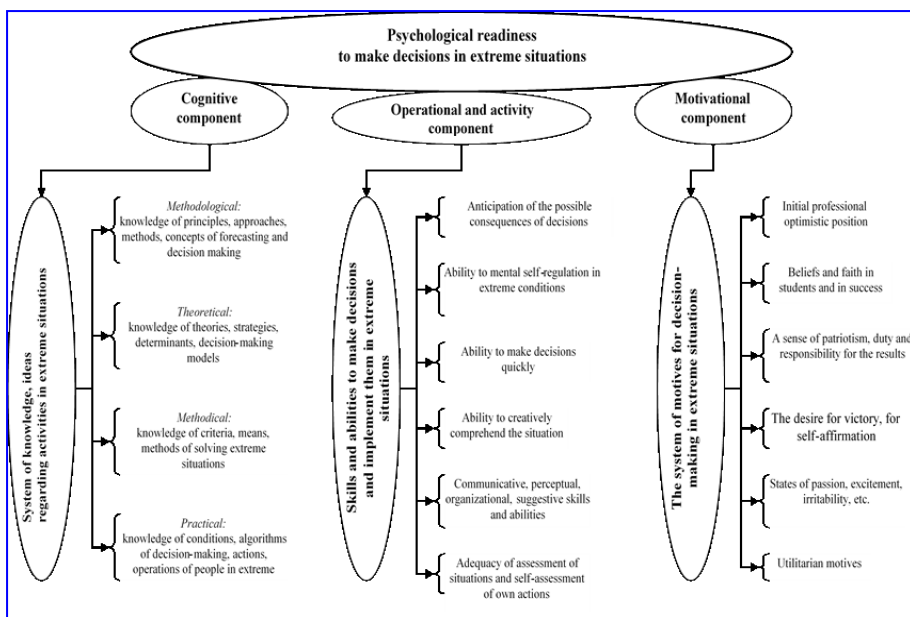 Psychological readiness
to make decisions in extreme situations
Cognitive
component
System of knowledge, ideas
regarding activities in extreme situations
Methodological:
knowledge of principles, approaches,
methods, concepts of forecasting and
decision making
Theoretical:
knowledge of theories, strategies,
determinants, decision-making
models
Methodical:
knowledge of criteria, means,
methods of solving extreme
situations
Practical:
knowledge of conditions, algorithms
of decision-making, actions,
operations of people in extreme
Operational and activity
component
Skills and abilities to make decisions
and implement them in extreme
situations
Anticipation of the possible
consequences of decisions
Ability to mental self-regulation in
extreme conditions
Ability to make decisions
quickly
Ability to creatively
comprehend the situation
Communicative, perceptual,
organizational, suggestive skills
and abilities
Adequacy of assessment of
situations and self-assessment
of own actions
Motivational
component
The system of motives for decision-
making in extreme situations
Initial professional
optimistic position
Beliefs and faith in
students and in success
A sense of patriotism, duty and
responsibility for the results
The desire for victory, for
self-affirmation
States of passion, excitement,
irritability, etc.
Utilitarian motives